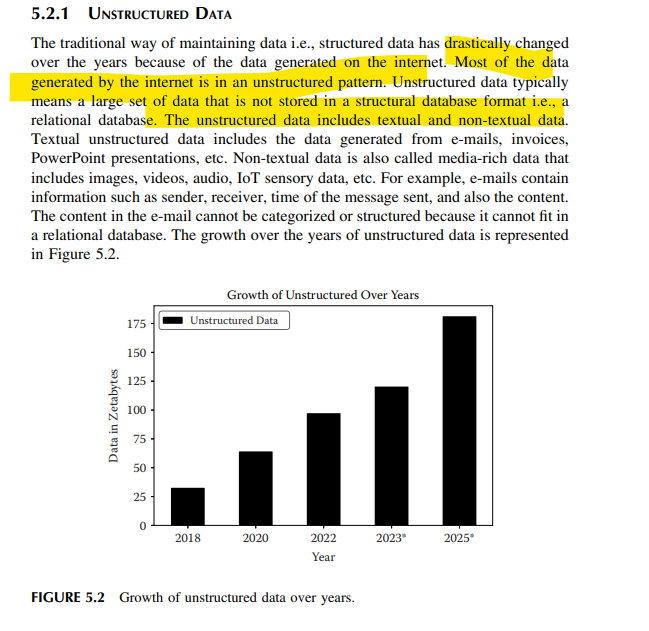 5.2.1 UNSTRUCTURED DATA
The traditional way of maintaining data i.e., structured data has drastically changed
over the years because of the data generated on the internet. Most of the data
generated by the internet is in an unstructured pattern. Unstructured data typically
means a large set of data that is not stored in a structural database format i.e., a
relational database. The unstructured data includes textual and non-textual data.
Textual unstructured data includes the data generated from e-mails, invoices,
PowerPoint presentations, etc. Non-textual data is also called media-rich data that
includes images, videos, audio, IoT sensory data, etc. For example, e-mails contain
information such as sender, receiver, time of the message sent, and also the content.
The content in the e-mail cannot be categorized or structured because it cannot fit in
a relational database. The growth over the years of unstructured data is represented
in Figure 5.2.
Growth of Unstructured Over Years
Unstructured Data
175
150
125
100
75
50
25
0
Data in Zetabytes
2018 2020 2022 2023* 2025*
Year
FIGURE 5.2 Growth of unstructured data over years.